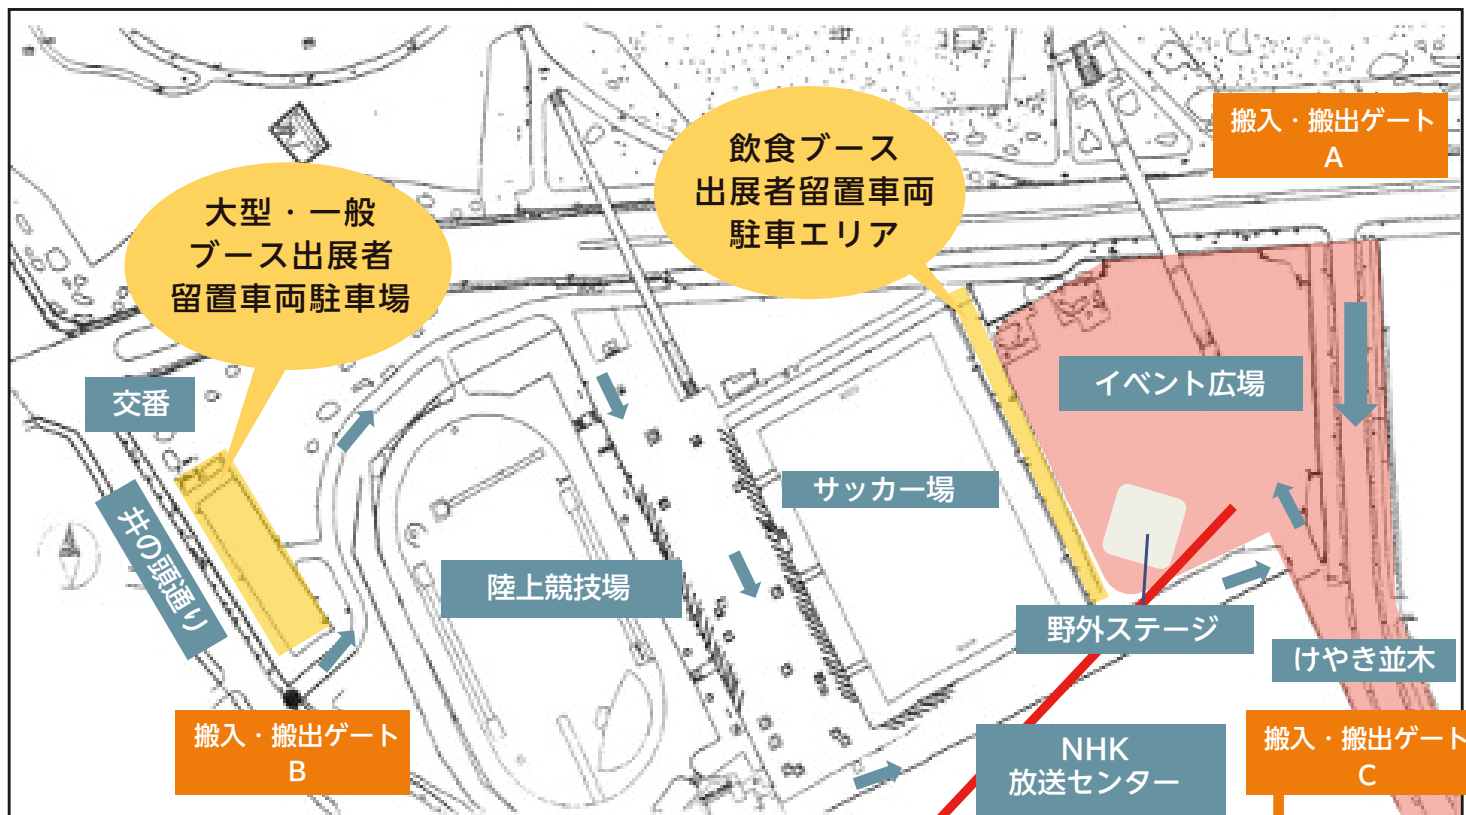 搬入・搬出ゲート
A
飲食ブース
出展者留置車両
駐車エリア
大型・一般
ブース出展者
留置車両駐車場
交番
イベント広場
サッカー場
井の頭通り
陸上競技場
野外ステージ
けやき並木
搬入・搬出ゲート
B
NHK
放送センター
搬入・搬出ゲート
C